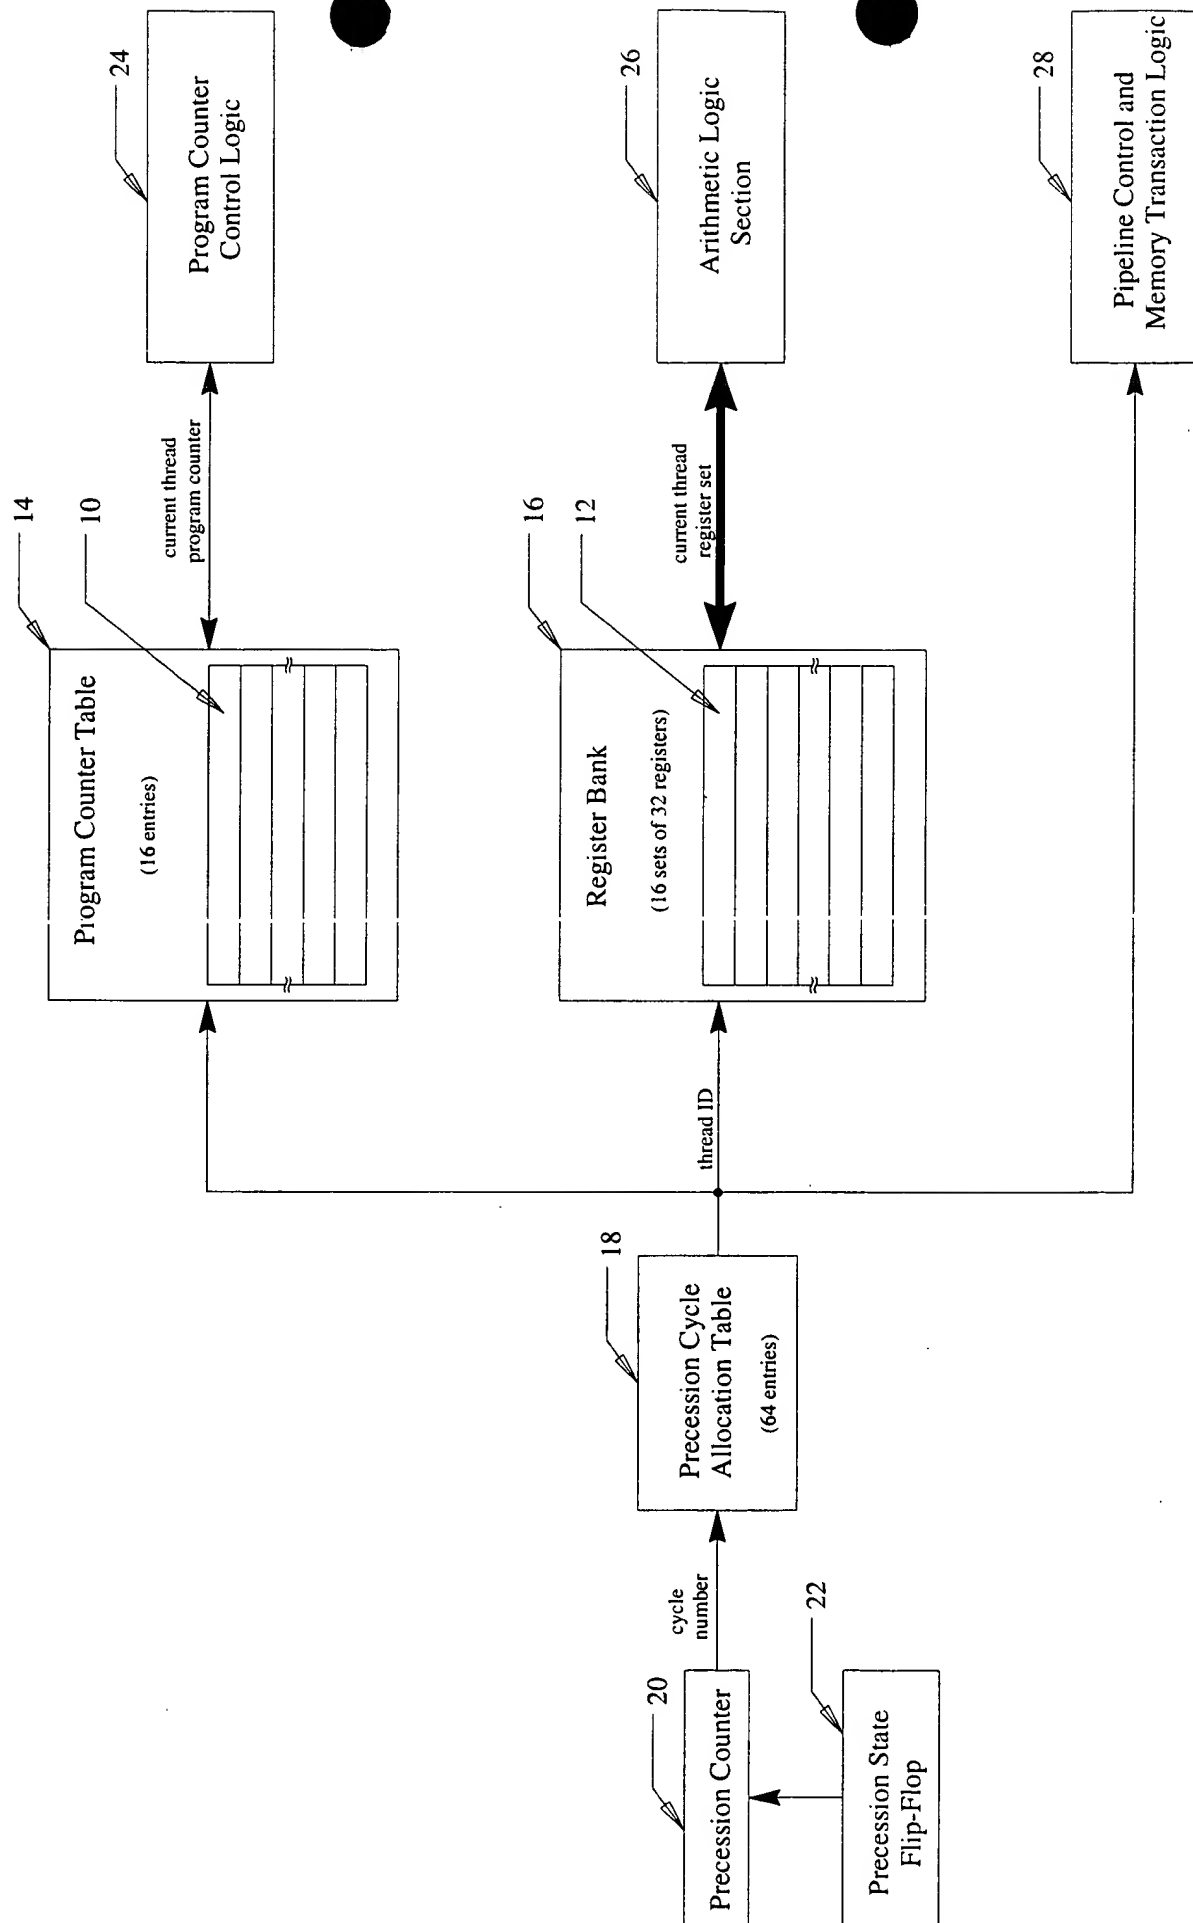 24
Program Counter
Control Logic
26
Arithmetic Logic
Section
28
Pipeline Control and
Memory Transaction Logic
current thread
program counter
current thread
register set
14
10
Program Counter Table
(16 entries)
16
12
Register Bank
(16 sets of 32 registers)
thread ID
18
Precession Cycle
Allocation Table
(64 entries)
cycle
number
20
Precession Counter
22
Precession State
Flip-Flop